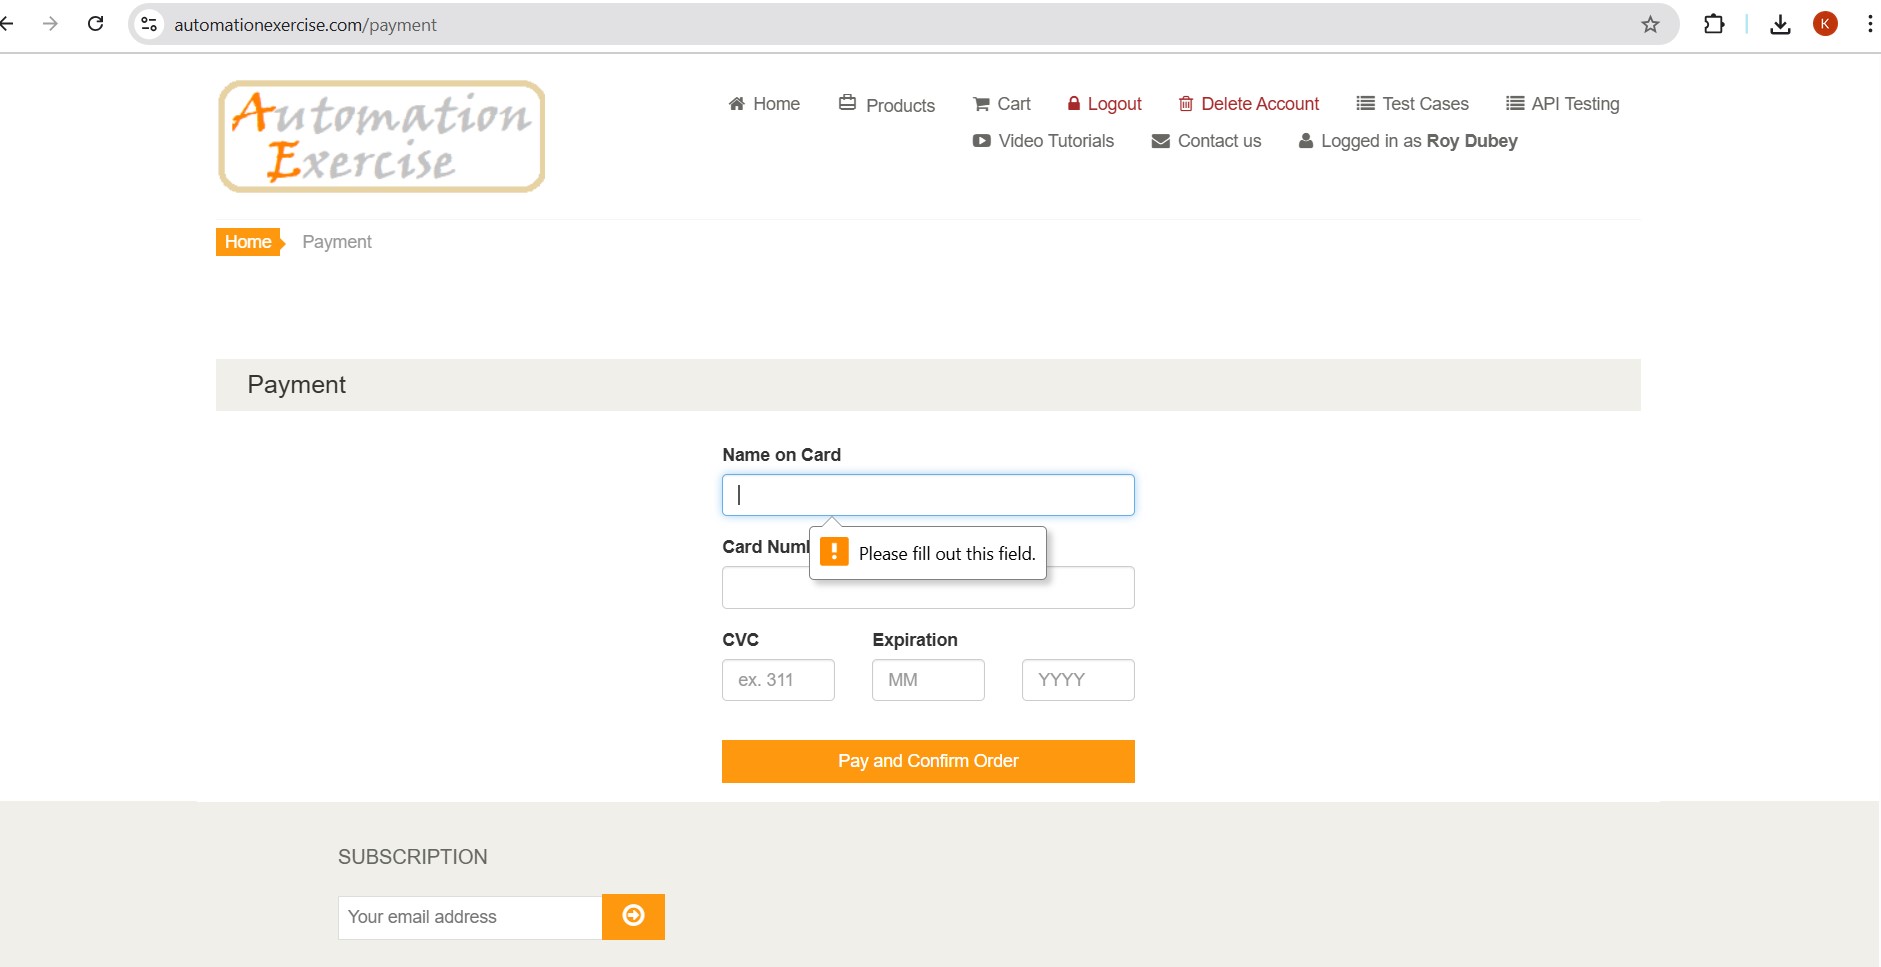 automationexercise.com/payment
K
Automation
Exercise
Home Products Cart Logout Delete Account Test Cases API Testing
Video Tutorials Contact us Logged in as Roy Dubey
Home Payment
Payment
Name on Card
Card Num
Please fill out this field.
CVC Expiration
ex. 311 MM YYYY
Pay and Confirm Order
SUBSCRIPTION
Your email address